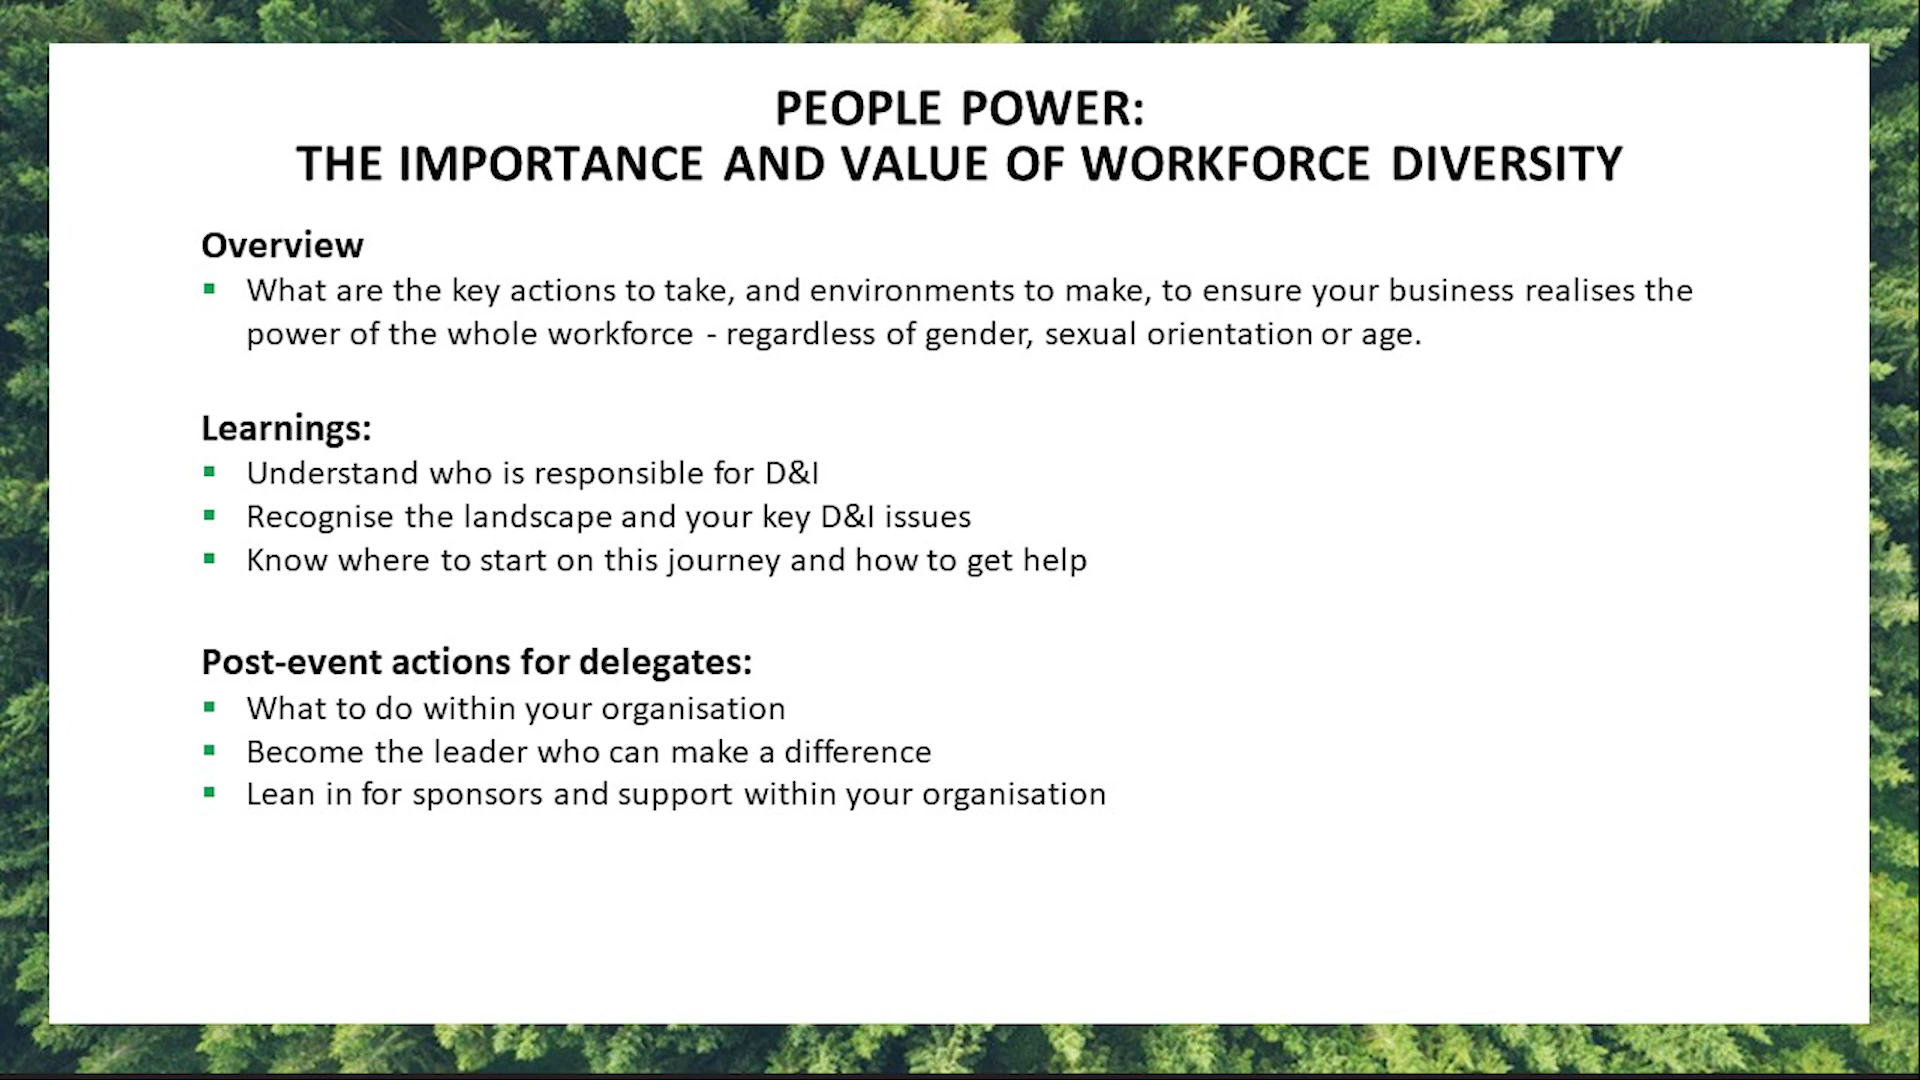 PEOPLE POWER:
THE IMPORTANCE AND VALUE OF WORKFORCE DIVERSITY
Overview
What are the key actions to take, and environments to make, to ensure your business realises the
power of the whole workforce - regardless of gender, sexual orientation or age.
Learnings:
Understand who is responsible for D&I
Recognise the landscape and your key D&I issues
Know where to start on this journey and how to get help
Post-event actions for delegates:
What to do within your organisation
Become the leader who can make a difference
Lean in for sponsors and support within your organisation